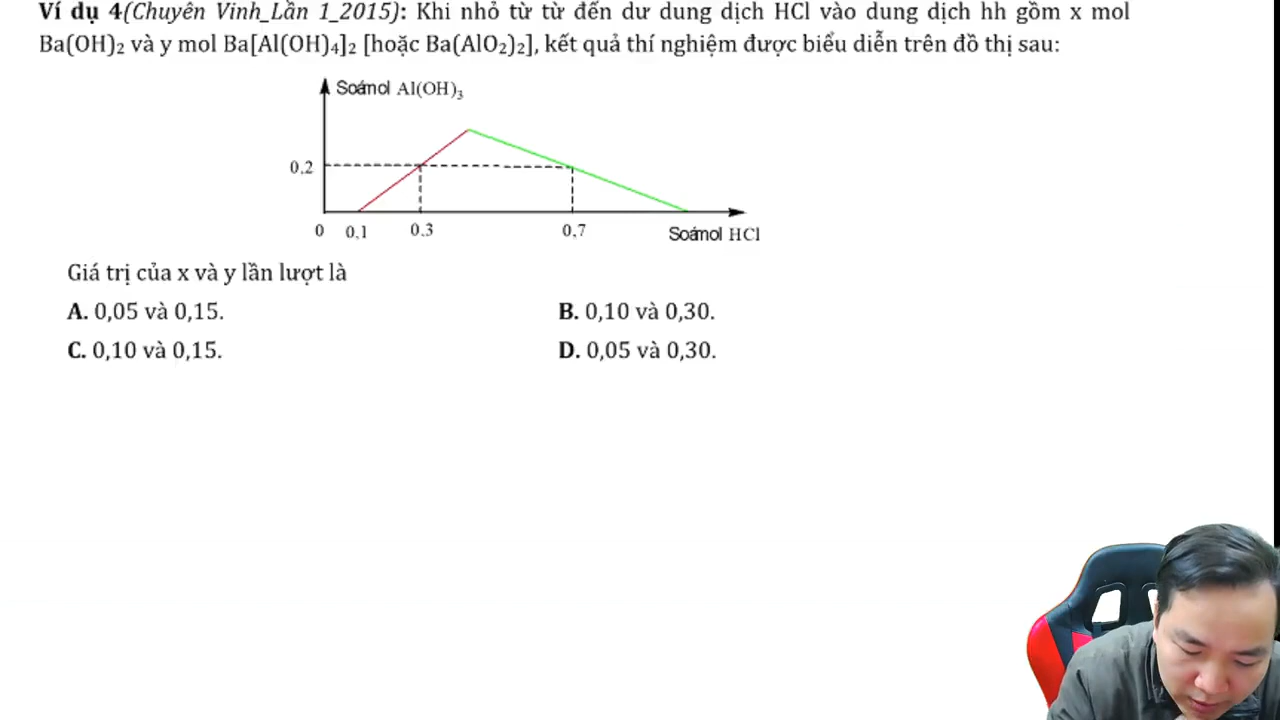 Ví dụ 4(Chuyên Vinh_Lần 1_2015): Khi nhỏ từ từ đến dư dung dịch HCl vào dung dịch hh gồm x mol
Ba(OH)₂ và y mol Ba[Al(OH)₄]₂ [hoặc Ba(AlO₂)₂], kết quả thí nghiệm được biểu diễn trên đồ thị sau:
Soámol Al(OH)₃
0,2
0 0,1 0,3 0,7 Soámol HCl
Giá trị của x và y lần lượt là
A. 0,05 và 0,15. B. 0,10 và 0,30.
C. 0,10 và 0,15. D. 0,05 và 0,30.